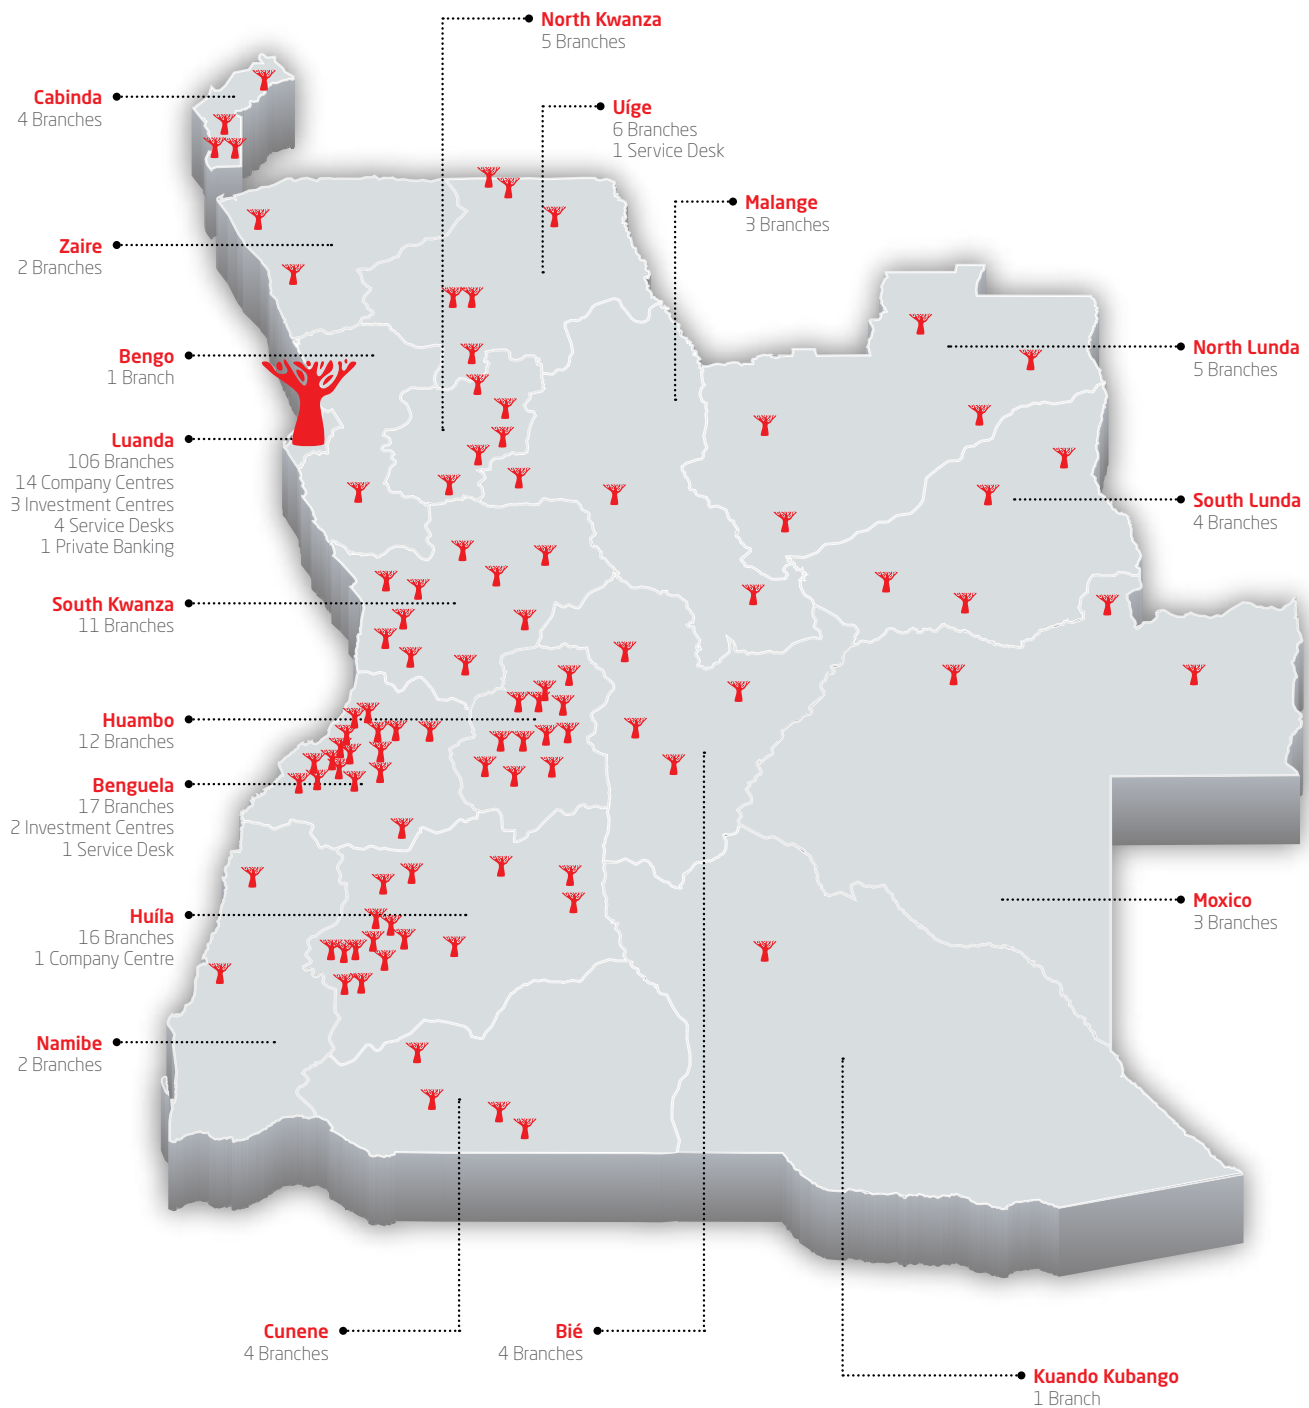 North Kwanza
5 Branches
Cabinda
4 Branches
Uíge
6 Branches
1 Service Desk
Malange
3 Branches
Zaire
2 Branches
Bengo
1 Branch
North Lunda
5 Branches
Luanda
106 Branches
14 Company Centres
3 Investment Centres
4 Service Desks
1 Private Banking
South Lunda
4 Branches
South Kwanza
11 Branches
Huambo
12 Branches
Benguela
17 Branches
2 Investment Centres
1 Service Desk
Huíla
16 Branches
1 Company Centre
Moxico
3 Branches
Namibe
2 Branches
Cunene
4 Branches
Bié
4 Branches
Kuando Kubango
1 Branch